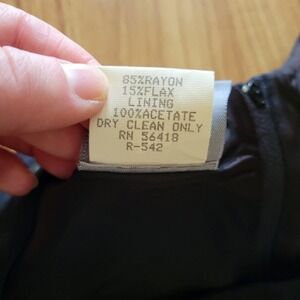 85%RAYON
15%FLAX
LINING
100%ACETATE
DRY CLEAN ONLY
RN 56418
R-542